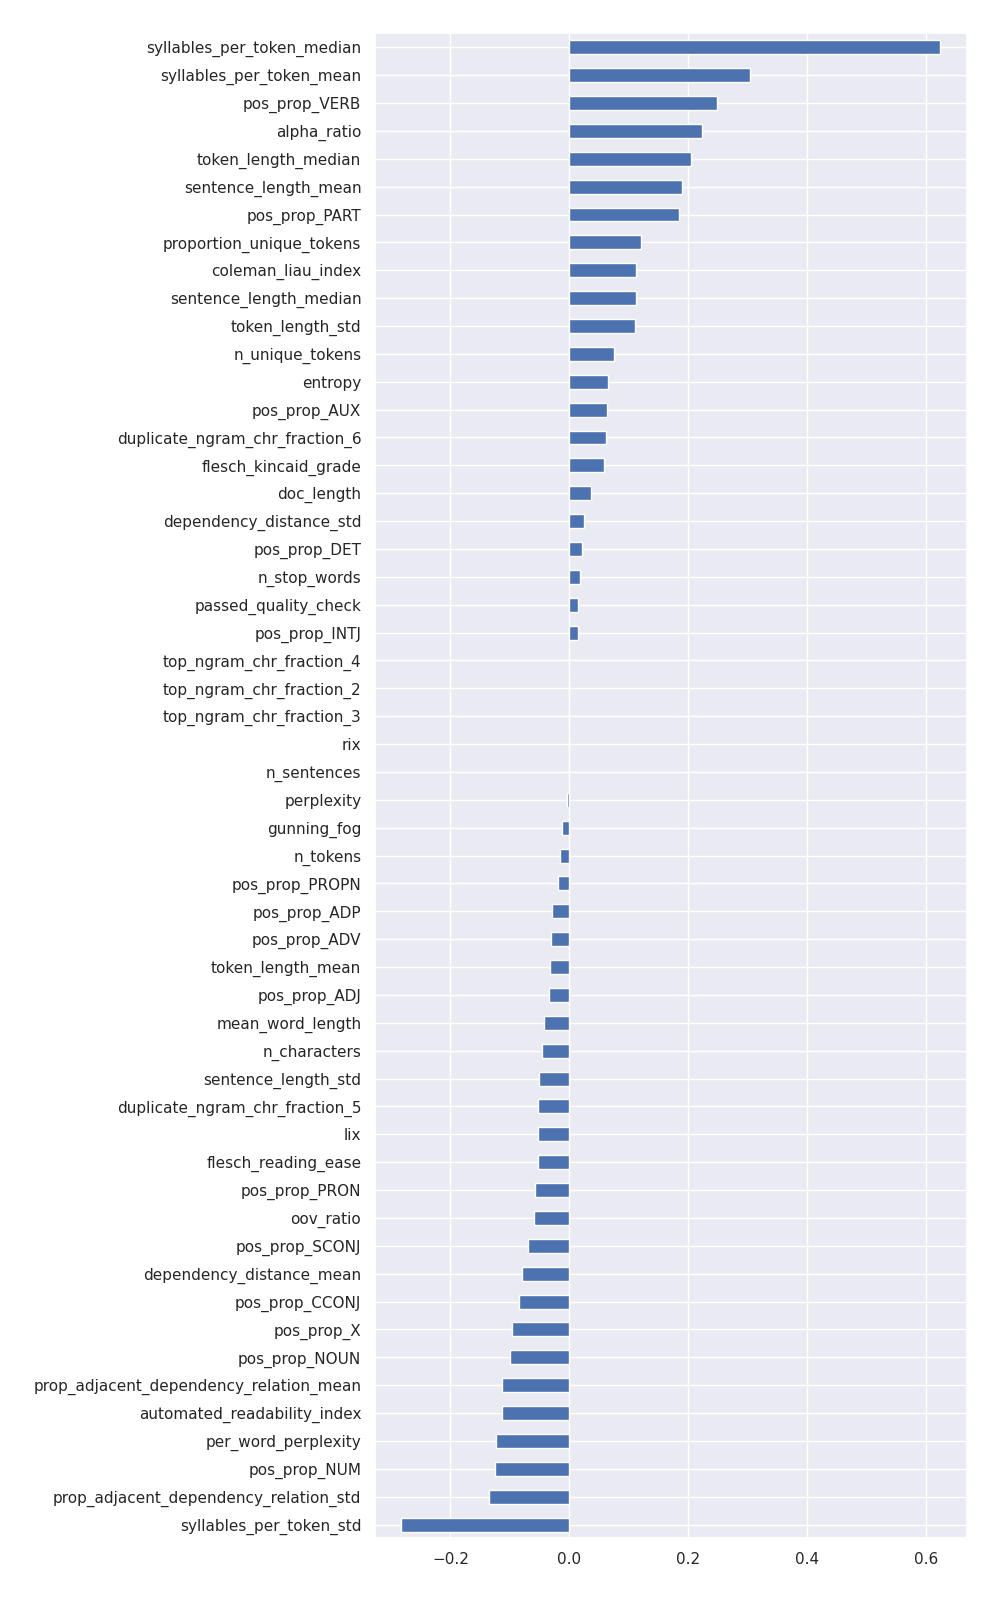 syllables_per_token_median
syllables_per_token_mean
pos_prop_VERB
alpha_ratio
token_length_median
sentence_length_mean
pos_prop_PART
proportion_unique_tokens
coleman_liau_index
sentence_length_median
token_length_std
n_unique_tokens
entropy
pos_prop_AUX
duplicate_ngram_chr_fraction_6
flesch_kincaid_grade
doc_length
dependency_distance_std
pos_prop_DET
n_stop_words
passed_quality_check
pos_prop_INTJ
top_ngram_chr_fraction_4
top_ngram_chr_fraction_2
top_ngram_chr_fraction_3
rix
n_sentences
perplexity
gunning_fog
n_tokens
pos_prop_PROPN
pos_prop_ADP
pos_prop_ADV
token_length_mean
pos_prop_ADJ
mean_word_length
n_characters
sentence_length_std
duplicate_ngram_chr_fraction_5
lix
flesch_reading_ease
pos_prop_PRON
oov_ratio
pos_prop_SCONJ
dependency_distance_mean
pos_prop_CCONJ
pos_prop_X
pos_prop_NOUN
prop_adjacent_dependency_relation_mean
automated_readability_index
per_word_perplexity
pos_prop_NUM
prop_adjacent_dependency_relation_std
syllables_per_token_std
−0.2 0.0 0.2 0.4 0.6